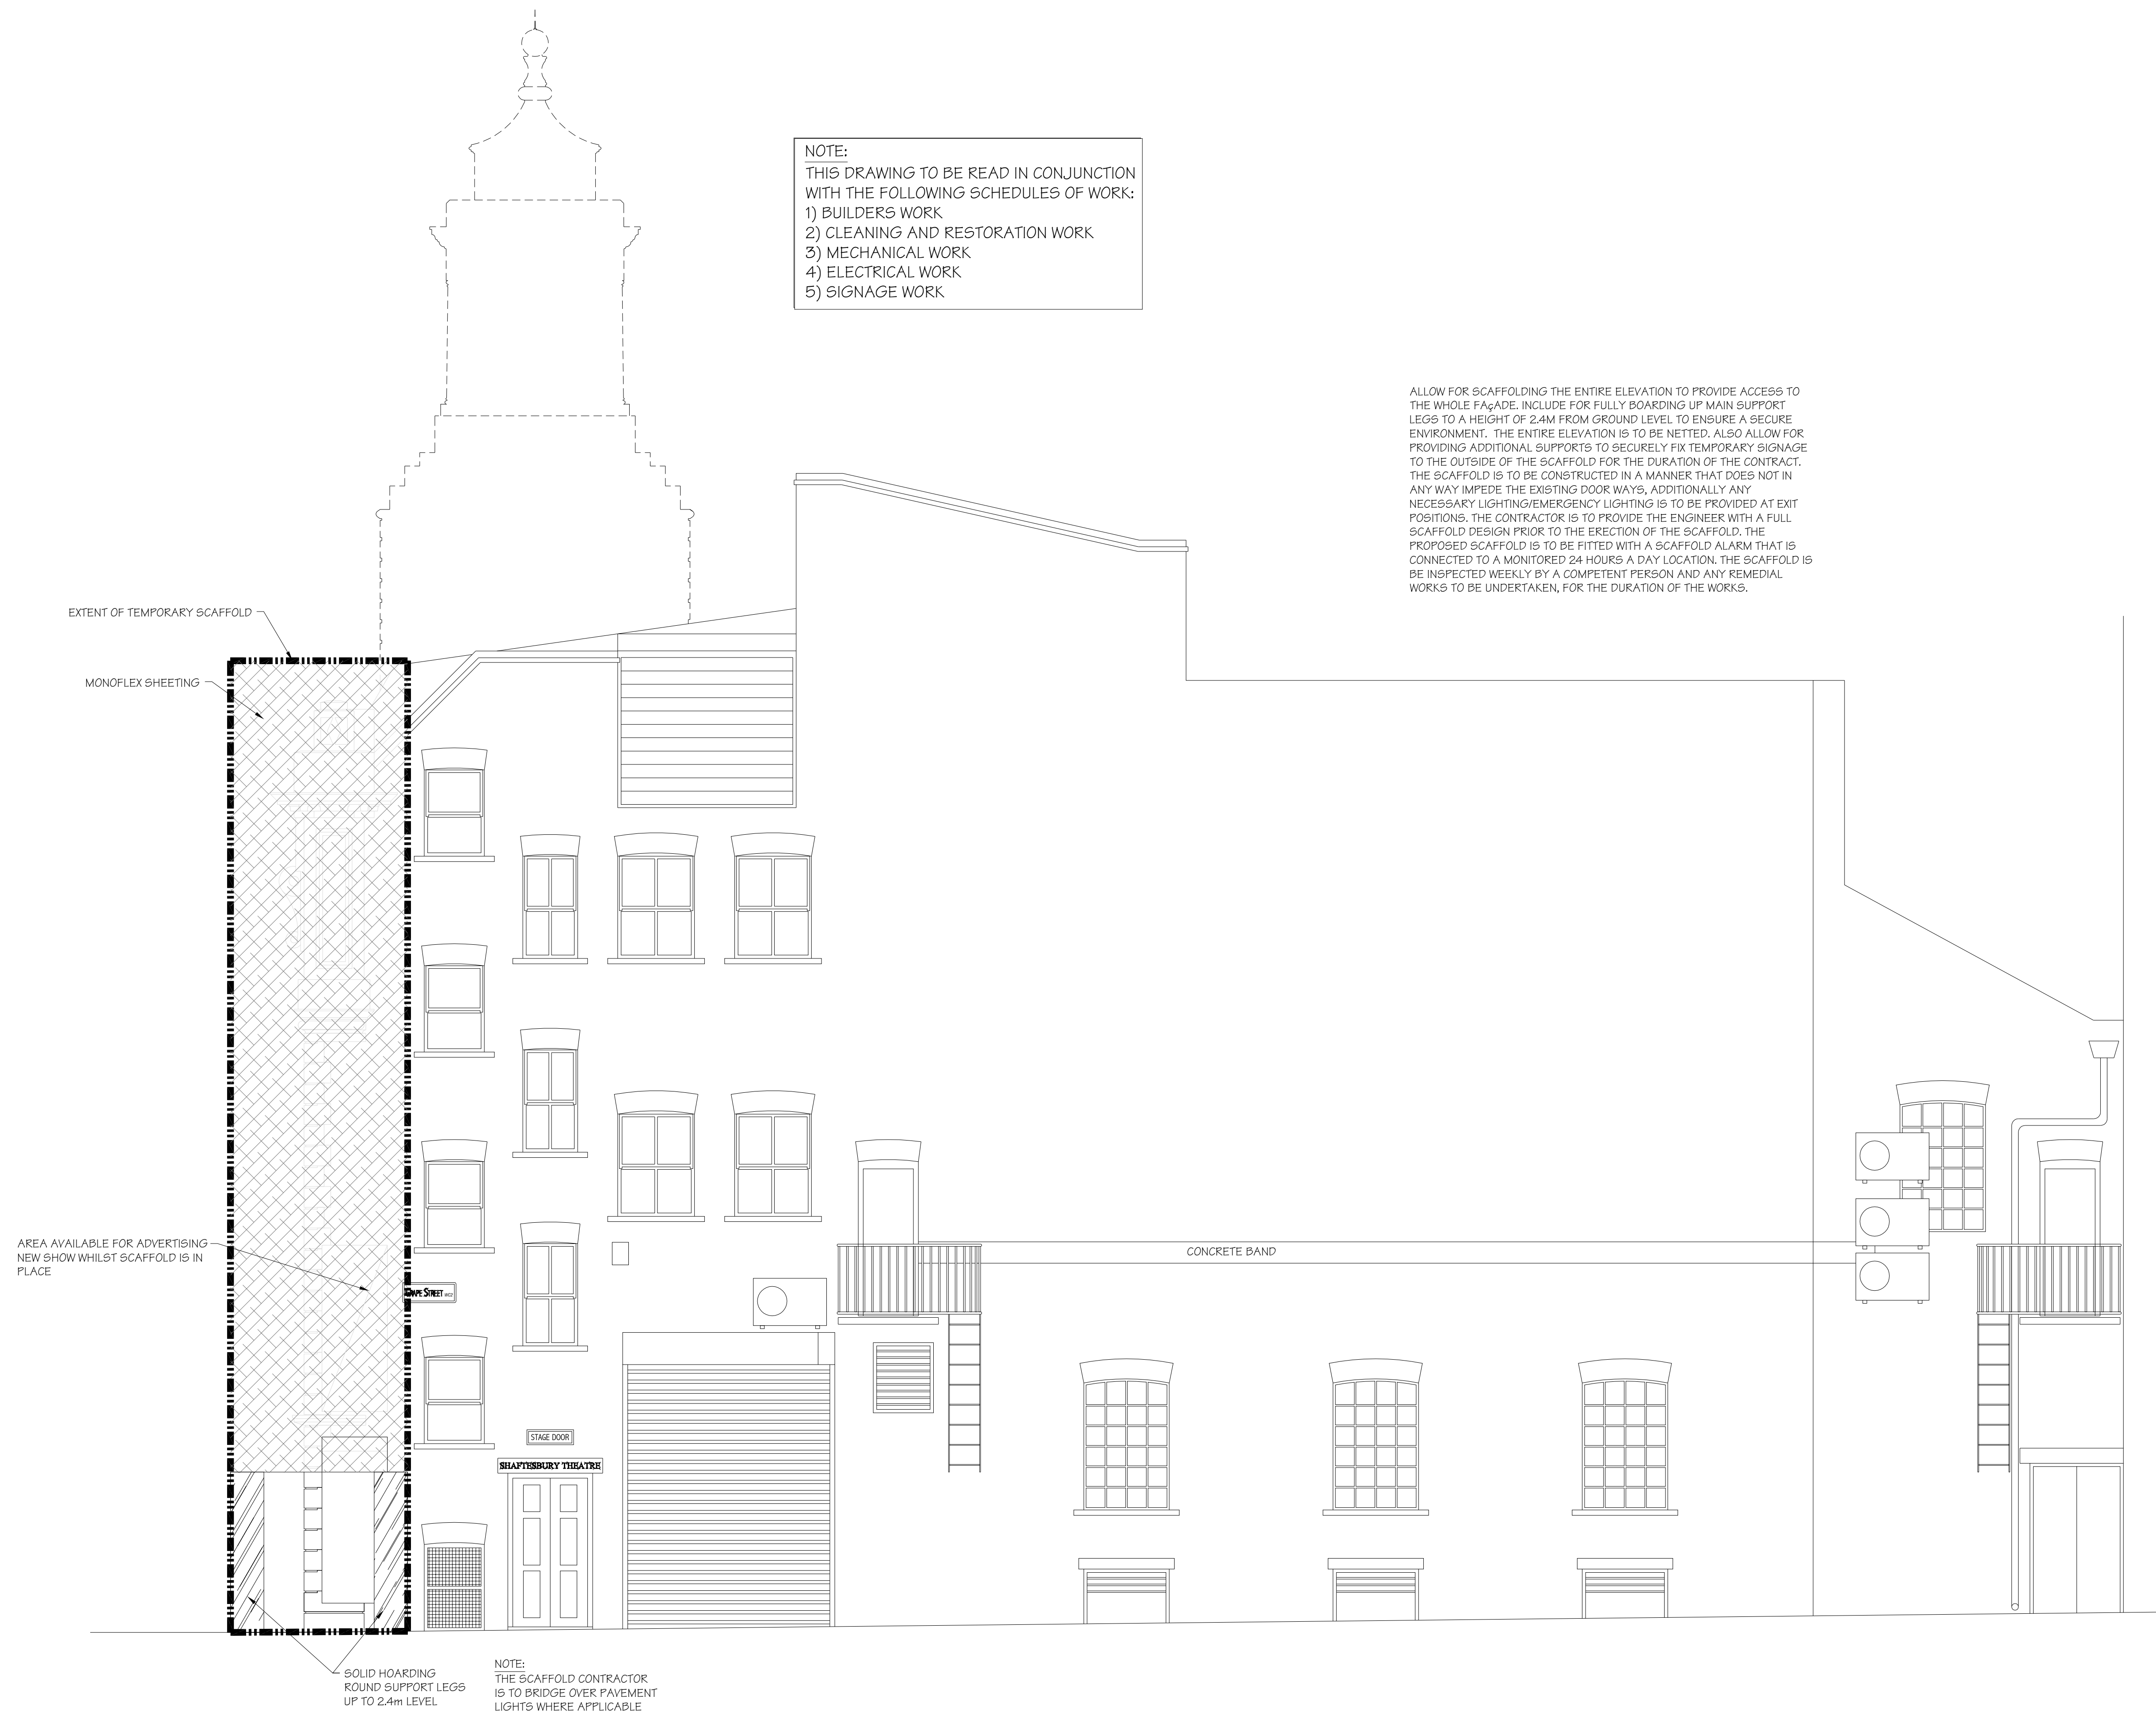 NOTE:
THIS DRAWING TO BE READ IN CONJUNCTION
WITH THE FOLLOWING SCHEDULES OF WORK:
1) BUILDERS WORK
2) CLEANING AND RESTORATION WORK
3) MECHANICAL WORK
4) ELECTRICAL WORK
5) SIGNAGE WORK
ALLOW FOR SCAFFOLDING THE ENTIRE ELEVATION TO PROVIDE ACCESS TO
THE WHOLE FAçADE. INCLUDE FOR FULLY BOARDING UP MAIN SUPPORT
LEGS TO A HEIGHT OF 2.4M FROM GROUND LEVEL TO ENSURE A SECURE
ENVIRONMENT. THE ENTIRE ELEVATION IS TO BE NETTED. ALSO ALLOW FOR
PROVIDING ADDITIONAL SUPPORTS TO SECURELY FIX TEMPORARY SIGNAGE
TO THE OUTSIDE OF THE SCAFFOLD FOR THE DURATION OF THE CONTRACT.
THE SCAFFOLD IS TO BE CONSTRUCTED IN A MANNER THAT DOES NOT IN
ANY WAY IMPEDE THE EXISTING DOOR WAYS, ADDITIONALLY ANY
NECESSARY LIGHTING/EMERGENCY LIGHTING IS TO BE PROVIDED AT EXIT
POSITIONS. THE CONTRACTOR IS TO PROVIDE THE ENGINEER WITH A FULL
SCAFFOLD DESIGN PRIOR TO THE ERECTION OF THE SCAFFOLD. THE
PROPOSED SCAFFOLD IS TO BE FITTED WITH A SCAFFOLD ALARM THAT IS
CONNECTED TO A MONITORED 24 HOURS A DAY LOCATION. THE SCAFFOLD IS
BE INSPECTED WEEKLY BY A COMPETENT PERSON AND ANY REMEDIAL
WORKS TO BE UNDERTAKEN, FOR THE DURATION OF THE WORKS.
EXTENT OF TEMPORARY SCAFFOLD
MONOFLEX SHEETING
AREA AVAILABLE FOR ADVERTISING
NEW SHOW WHILST SCAFFOLD IS IN
PLACE
CONCRETE BAND
STREET WC2
STAGE DOOR
SHAFTESBURY THEATRE
SOLID HOARDING
ROUND SUPPORT LEGS
UP TO 2.4m LEVEL
NOTE:
THE SCAFFOLD CONTRACTOR
IS TO BRIDGE OVER PAVEMENT
LIGHTS WHERE APPLICABLE